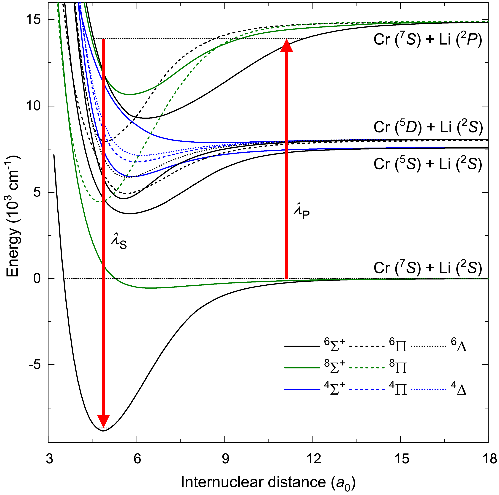 15
10
5
0
-5
Energy (10³ cm⁻¹)
Cr (⁷S) + Li (²P)
Cr (⁵D) + Li (²S)
Cr (⁵S) + Li (²S)
λ̂_S
λ̂_P
Cr (⁷S) + Li (²S)
⁶Σ⁺ ⁶Π ⁶Λ
⁸Σ⁺ ⁸Π
⁴Σ⁺ ⁴Π ⁴Δ
3 6 9 12 15 18
Internuclear distance (a₀)